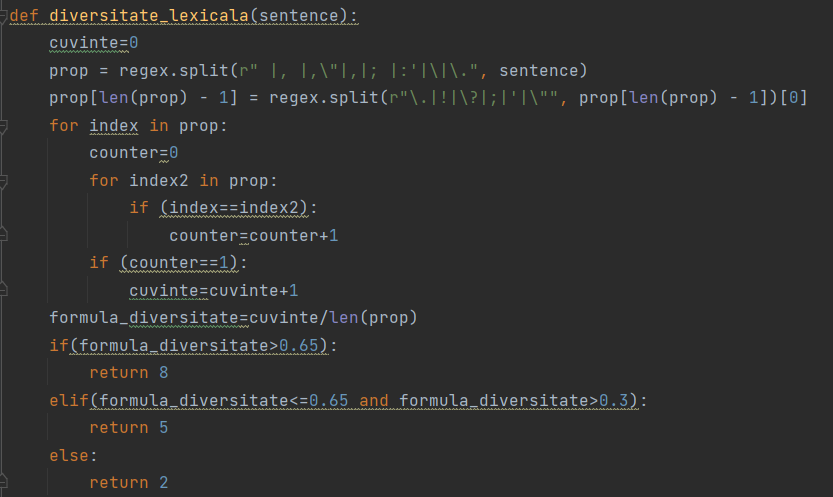 def diversitate_lexicala(sentence):
    cuvinte=0
    prop = regex.split(r" |, |,\"|,|; |:'|\|\.", sentence)
    prop[len(prop) - 1] = regex.split(r"\.|!|\?|;|'|\"", prop[len(prop) - 1])[0]
    for index in prop:
        counter=0
        for index2 in prop:
            if (index==index2):
                counter=counter+1
        if (counter==1):
            cuvinte=cuvinte+1
    formula_diversitate=cuvinte/len(prop)
    if(formula_diversitate>0.65):
        return 8
    elif(formula_diversitate<=0.65 and formula_diversitate>0.3):
        return 5
    else:
        return 2